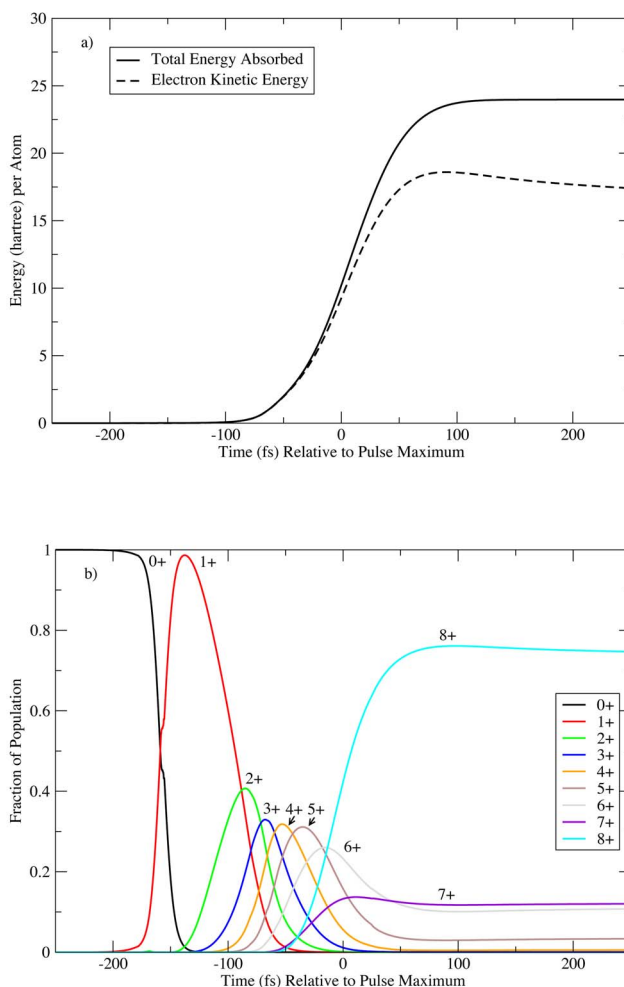 30
a)
Total Energy Absorbed
Electron Kinetic Energy
25
20
15
10
5
0
Energy (hartree) per Atom
-200 -100 0 100 200
Time (fs) Relative to Pulse Maximum
1
b)
0+ 1+
8+
0.8
0.6
0.4
0.2
0
Fraction of Population
2+
3+ 4+ 5+
6+
7+
0+
1+
2+
3+
4+
5+
6+
7+
8+
-200 -100 0 100 200
Time (fs) Relative to Pulse Maximum